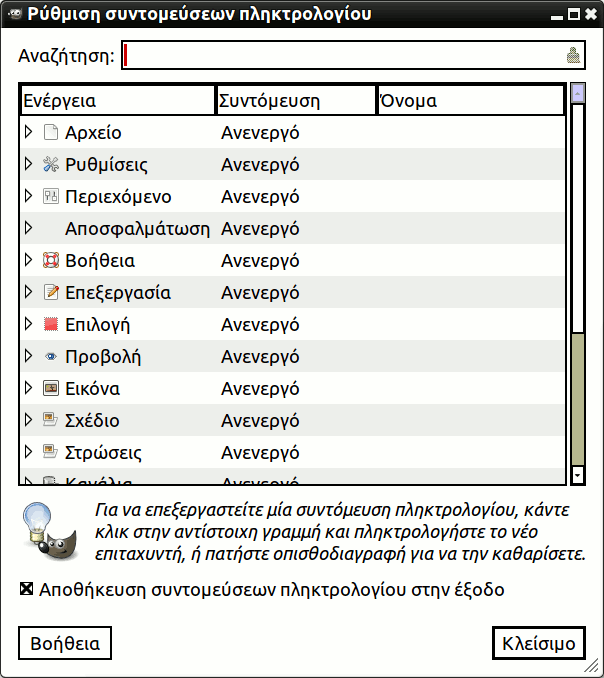 Ρύθμιση συντομεύσεων πληκτρολογίου
Αναζήτηση:
Ενέργεια Συντόμευση Όνομα
Αρχείο Ανενεργό
Ρυθμίσεις Ανενεργό
Περιεχόμενο Ανενεργό
Αποσφαλμάτωση Ανενεργό
Βοήθεια Ανενεργό
Επεξεργασία Ανενεργό
Επιλογή Ανενεργό
Προβολή Ανενεργό
Εικόνα Ανενεργό
Σχέδιο Ανενεργό
Στρώσεις Ανενεργό
Κανάλια Ανενεργό
Για να επεξεργαστείτε μία συντόμευση πληκτρολογίου, κάντε
κλικ στην αντίστοιχη γραμμή και πληκτρολογήστε το νέο
επιταχυντή, ή πατήστε οπισθοδιαγραφή για να την καθαρίσετε.
Αποθήκευση συντομεύσεων πληκτρολογίου στην έξοδο
Βοήθεια Κλείσιμο